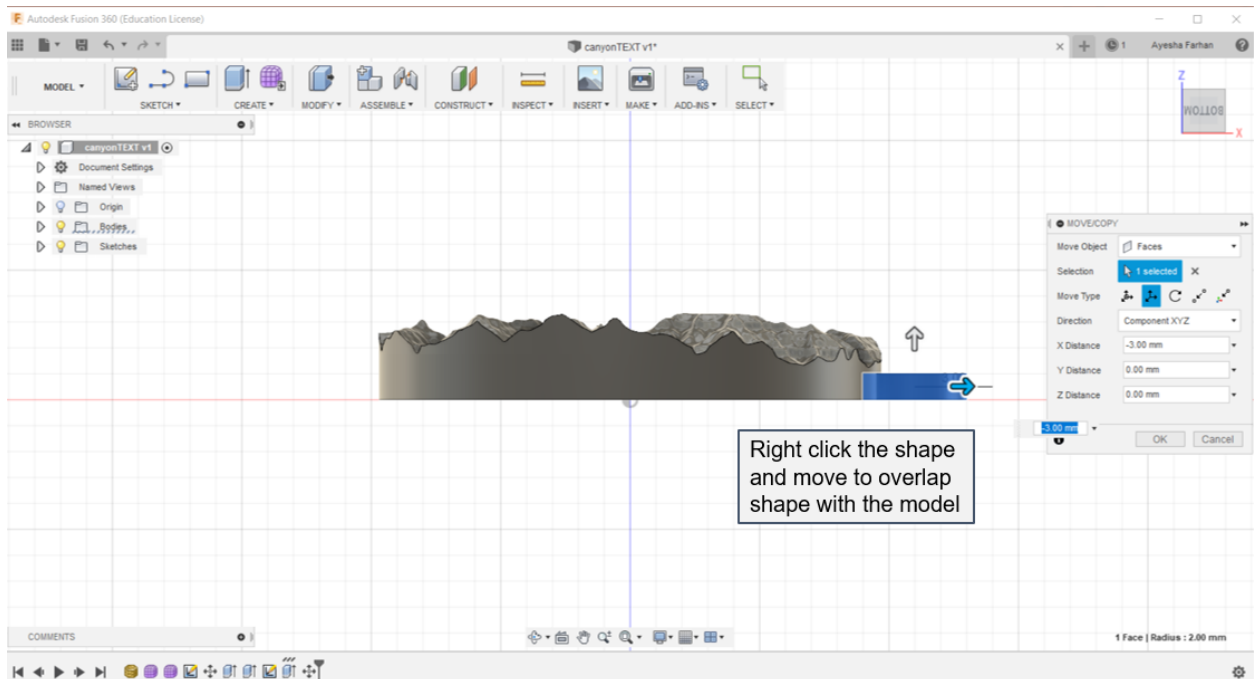 Autodesk Fusion 360 (Education License)
canyonTEXT v1*
1
Ayesha Farhan
MODEL
SKETCH
CREATE
MODIFY
ASSEMBLE
CONSTRUCT
INSPECT
INSERT
MAKE
ADD-INS
SELECT
Z
BOTTOM
X
BROWSER
canyonTEXT v1
Document Settings
Named Views
Origin
Bodies
Sketches
MOVE/COPY
Move Object Faces
Selection 1 selected
Move Type
Direction Component XYZ
X Distance -3.00 mm
Y Distance 0.00 mm
Z Distance 0.00 mm
-3.00 mm
OK Cancel
Right click the shape
and move to overlap
shape with the model
COMMENTS
1 Face | Radius : 2.00 mm